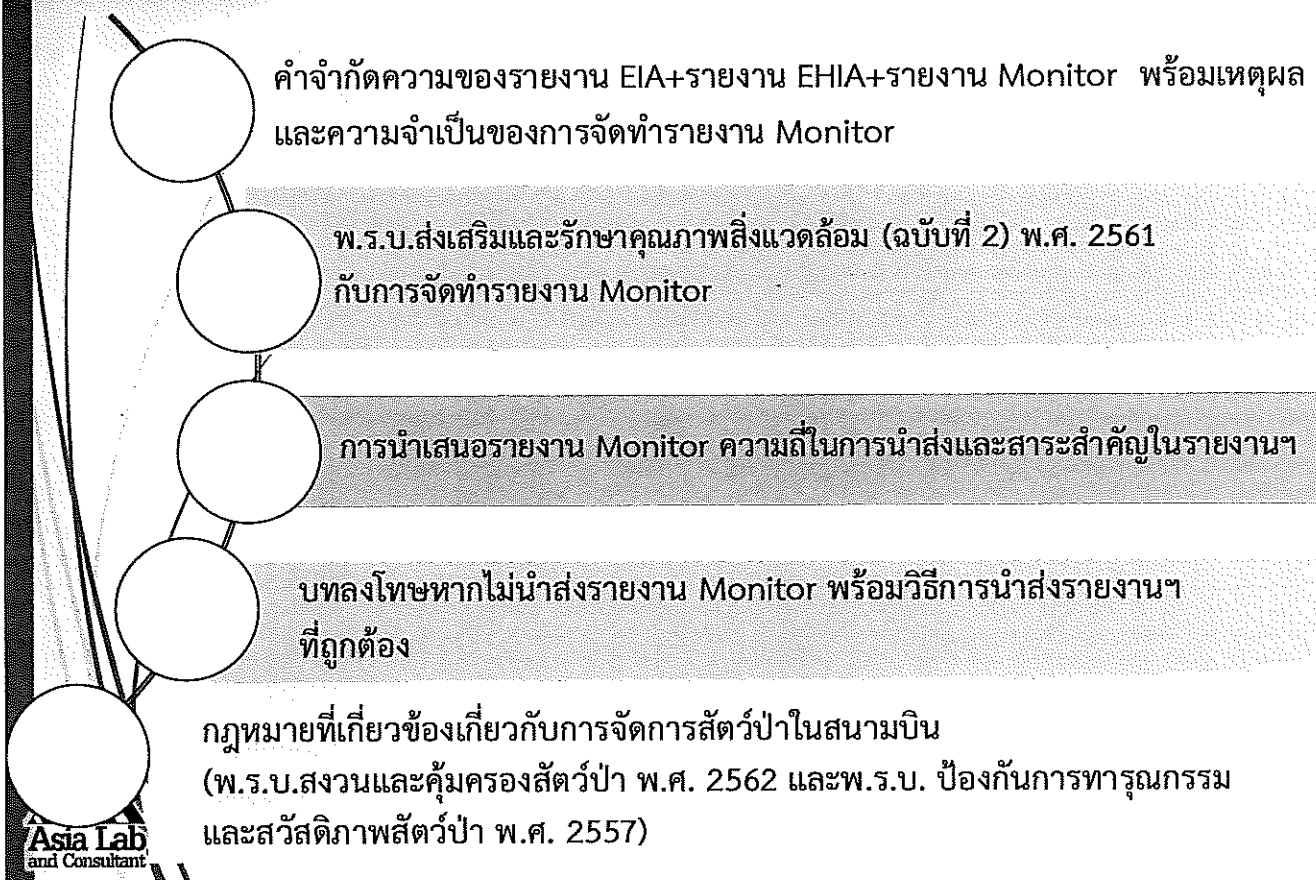 คำจำกัดความของรายงาน EIA+รายงาน EHIA+รายงาน Monitor พร้อมเหตุผล
และความจำเป็นของการจัดทำรายงาน Monitor
พ.ร.บ.ส่งเสริมและรักษาคุณภาพสิ่งแวดล้อม (ฉบับที่ 2) พ.ศ. 2561
กับการจัดทำรายงาน Monitor
การนำเสนอรายงาน Monitor ความถี่ในการนำส่งและสาระสำคัญในรายงานฯ
บทลงโทษหากไม่นำส่งรายงาน Monitor พร้อมวิธีการนำส่งรายงานฯ
ที่ถูกต้อง
กฎหมายที่เกี่ยวข้องเกี่ยวกับการจัดการสัตว์ป่าในสนามบิน
(พ.ร.บ.สงวนและคุ้มครองสัตว์ป่า พ.ศ. 2562 และพ.ร.บ. ป้องกันการทารุณกรรม
และสวัสดิภาพสัตว์ป่า พ.ศ. 2557)
Asia Lab
and Consultant